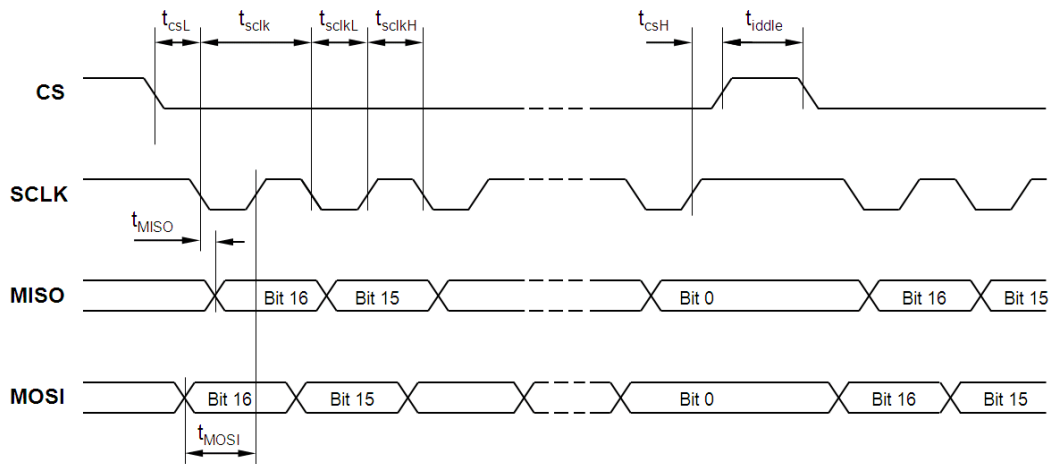 tcsL tsclk tsclkL tsclkH tcsH tiddle
CS
SCLK
tMISO
MISO Bit 16 Bit 15 Bit 0 Bit 16 Bit 15
MOSI Bit 16 Bit 15 Bit 0 Bit 16 Bit 15
tMOSI